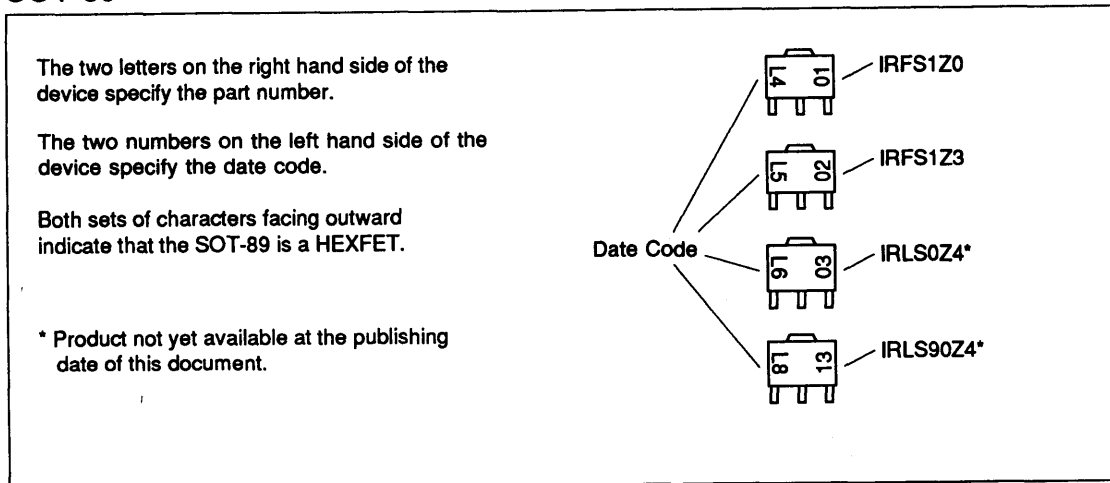 The two letters on the right hand side of the
device specify the part number.
The two numbers on the left hand side of the
device specify the date code.
Both sets of characters facing outward
indicate that the SOT-89 is a HEXFET.
* Product not yet available at the publishing
date of this document.
Date Code
L4 01 IRFS1Z0
L5 02 IRFS1Z3
L6 03 IRLS0Z4*
L8 13 IRLS90Z4*